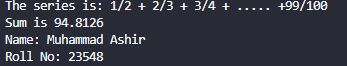 The series is: 1/2 + 2/3 + 3/4 + ..... +99/100
Sum is 94.8126
Name: Muhammad Ashir
Roll No: 23548